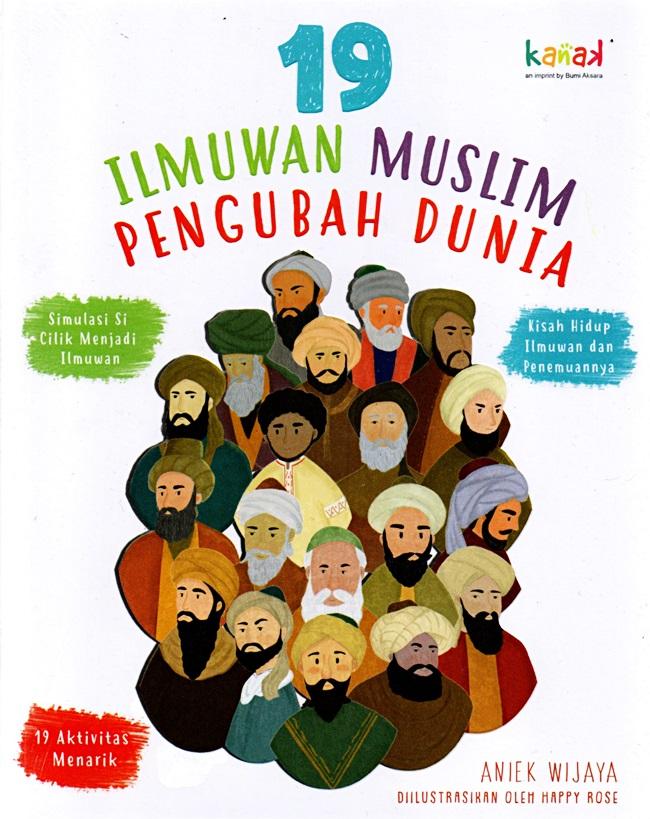 19
kanak
an imprint by Bumi Aksara
ILMUWAN MUSLIM
PENGUBAH DUNIA
Simulasi Si
Cilik Menjadi
Ilmuwan
Kisah Hidup
Ilmuwan dan
Penemuannya
19 Aktivitas
Menarik
ANIEK WIJAYA
DIILUSTRASIKAN OLEH HAPPY ROSE